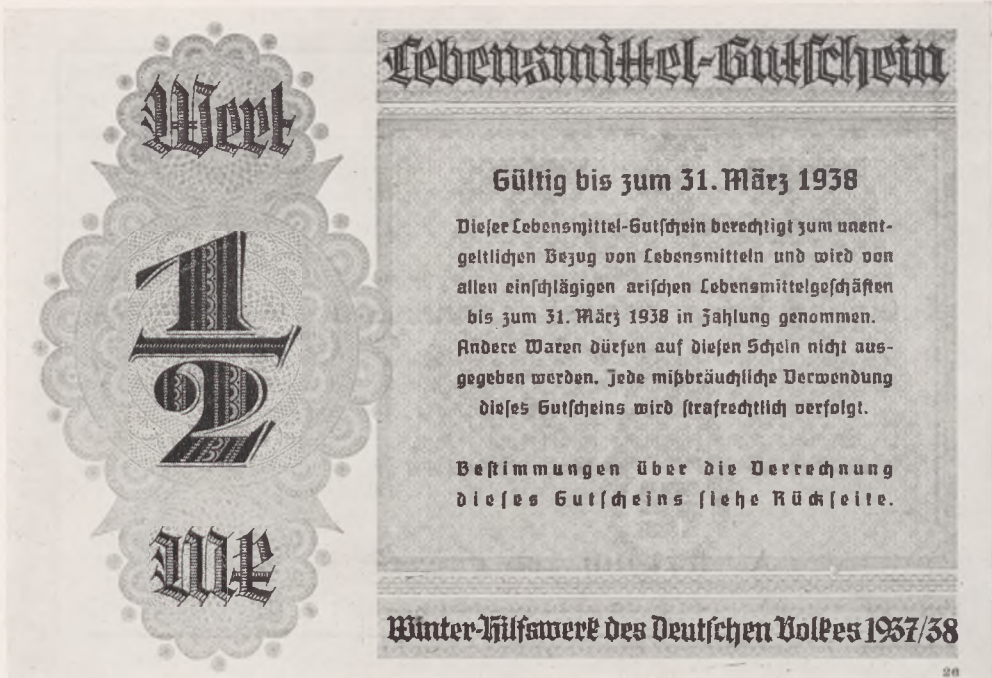 Wert
1/2
Mk
Lebensmittel-Gutschein
Gültig bis zum 31. März 1938
Dieser Lebensmittel-Gutschein berechtigt zum unent-
geltlichen Bezug von Lebensmitteln und wird von
allen einschlägigen arischen Lebensmittelgeschäften
bis zum 31. März 1938 in Zahlung genommen.
Andere Waren dürfen auf diesen Schein nicht aus-
gegeben werden. Jede mißbräuchliche Verwendung
dieses Gutscheins wird strafrechtlich verfolgt.
Bestimmungen über die Verrechnung
dieses Gutscheins siehe Rückseite.
Winter-Hilfswerk des Deutschen Volkes 1937/38
26